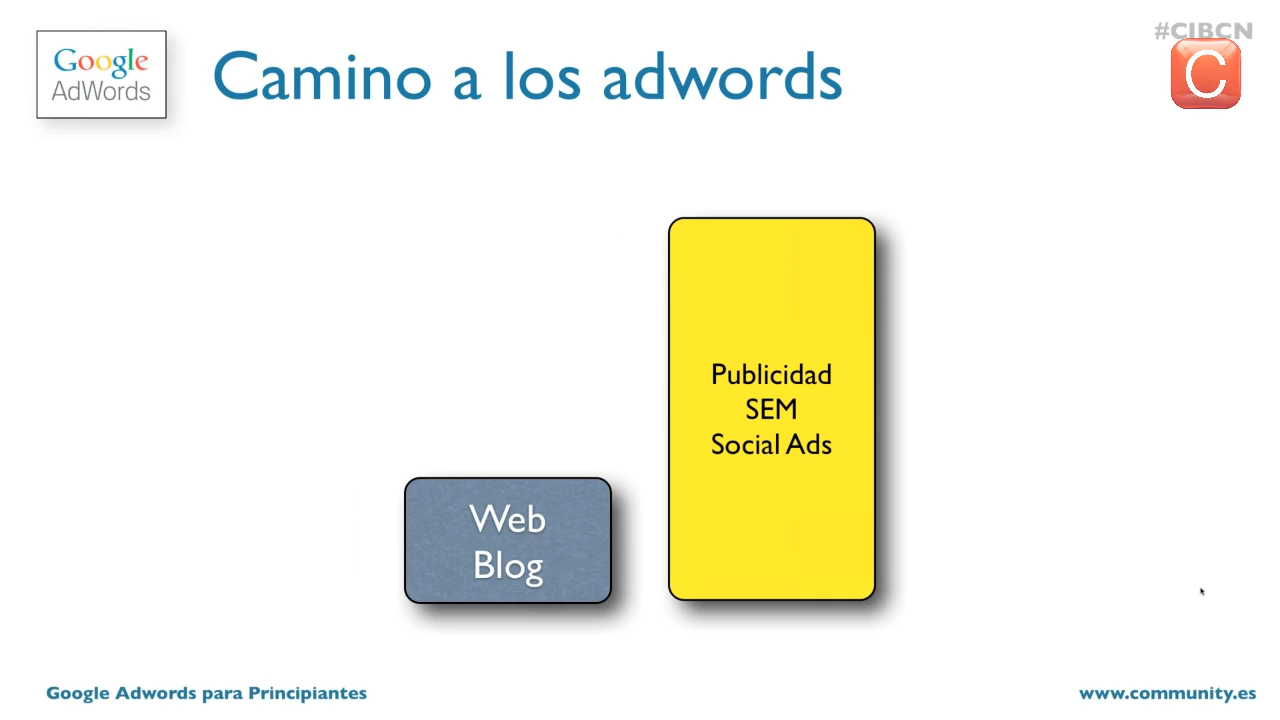 #CIBCN
Google
AdWords
Camino a los adwords
C
Publicidad
SEM
Social Ads
Web
Blog
Google Adwords para Principiantes
www.community.es